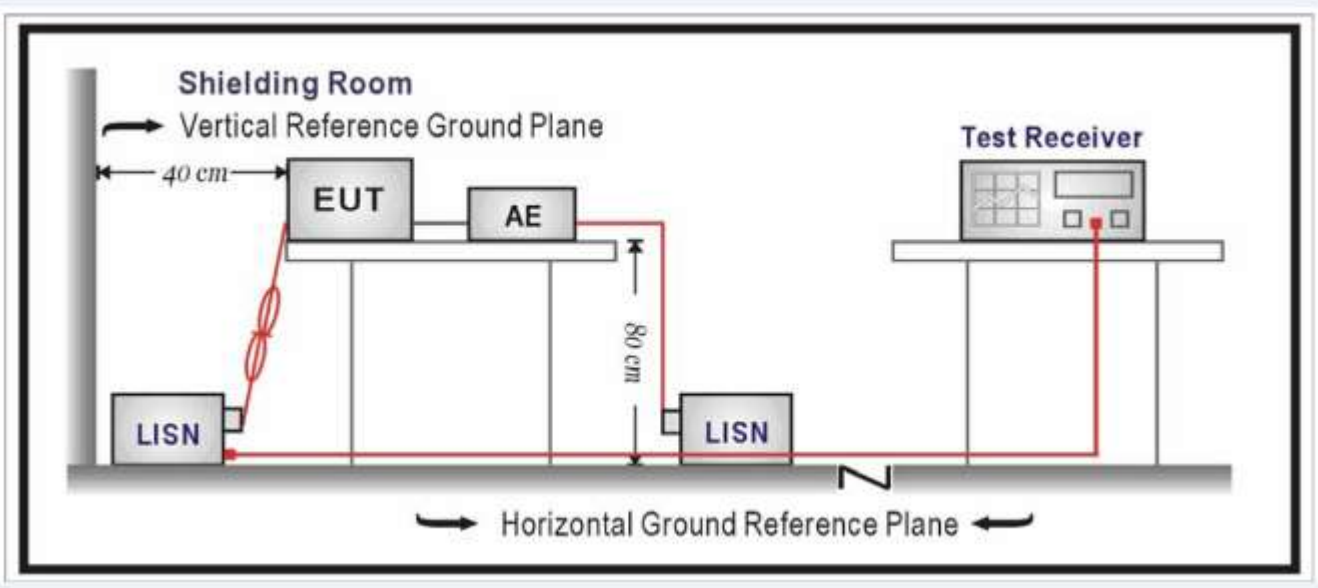 Shielding Room
Vertical Reference Ground Plane
Test Receiver
40 cm
EUT
AE
80 cm
LISN
LISN
Horizontal Ground Reference Plane